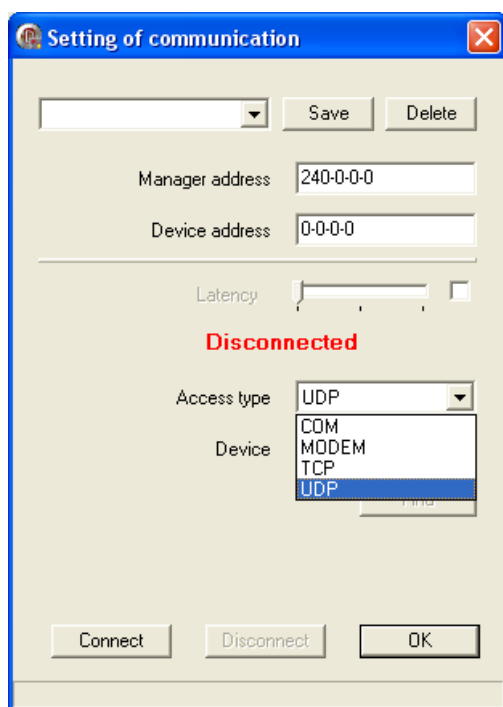 Setting of communication
Save Delete
Manager address 240-0-0-0
Device address 0-0-0-0
Latency
Disconnected
Access type UDP
COM
Device MODEM
TCP
UDP
Connect Disconnect OK